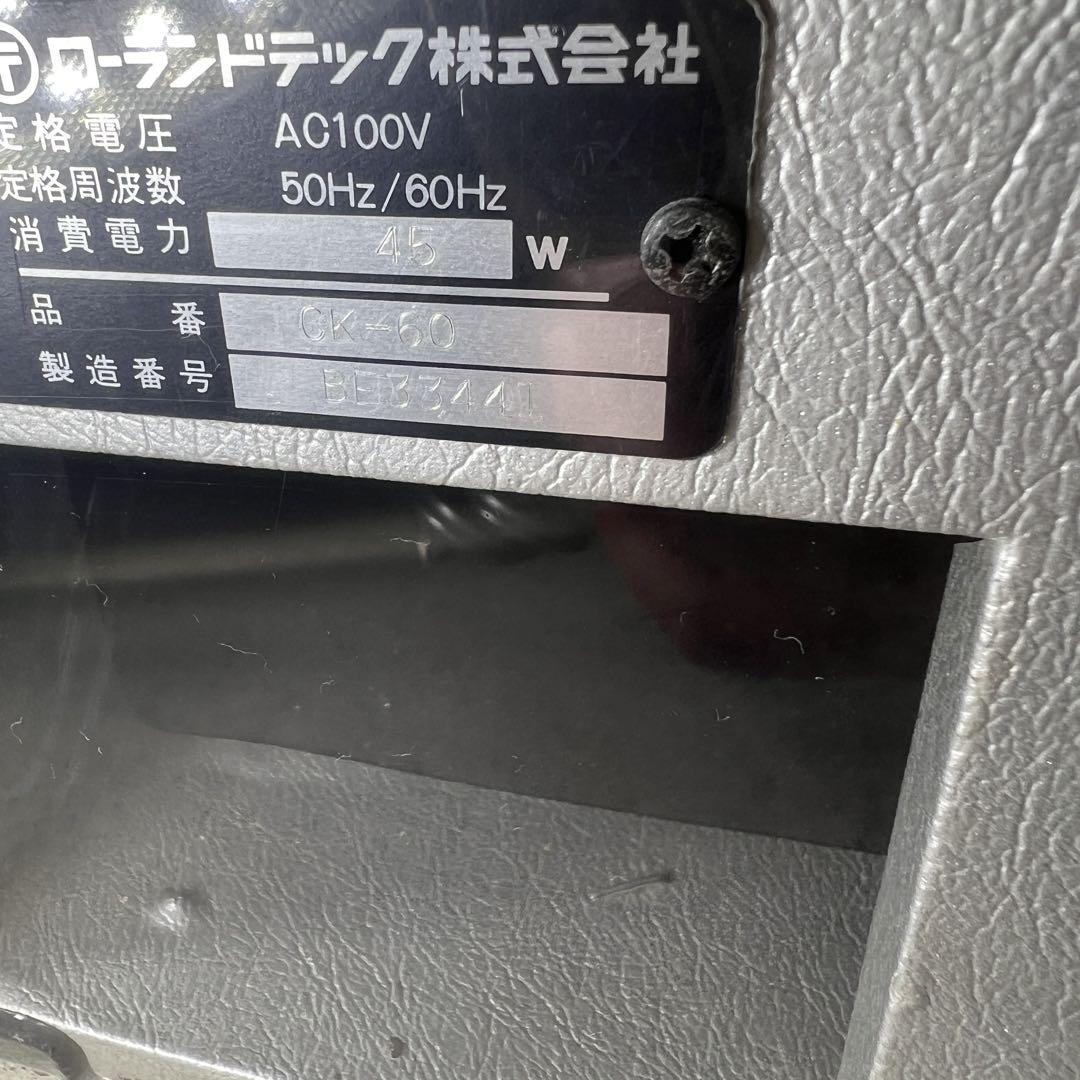 〒 ローランドテック株式会社
定格電圧 AC100V
定格周波数 50Hz/60Hz
消費電力 45 W
品番 CK-60
製造番号 BE33441